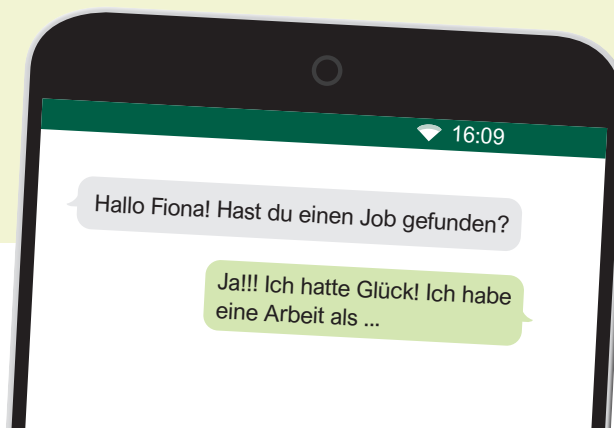 16:09
Hallo Fiona! Hast du einen Job gefunden?
Ja!!! Ich hatte Glück! Ich habe
eine Arbeit als ...